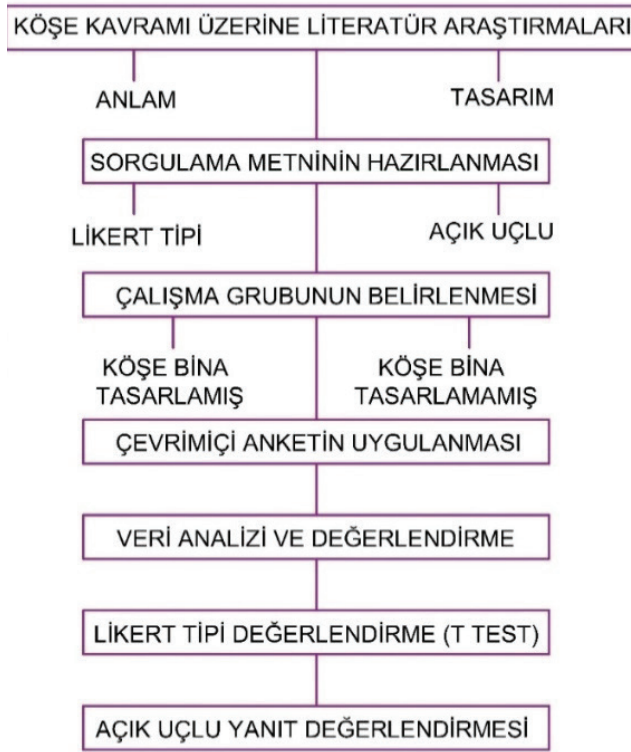 KÖŞE KAVRAMI ÜZERİNE LİTERATÜR ARAŞTIRMALARI
ANLAM
TASARIM
SORGULAMA METNİNİN HAZIRLANMASI
LİKERT TİPİ
AÇIK UÇLU
ÇALIŞMA GRUBUNUN BELİRLENMESİ
KÖŞE BİNA
TASARLAMIŞ
KÖŞE BİNA
TASARLAMAMIŞ
ÇEVRİMİÇİ ANKETİN UYGULANMASI
VERİ ANALİZİ VE DEĞERLENDİRME
LİKERT TİPİ DEĞERLENDİRME (T TEST)
AÇIK UÇLU YANIT DEĞERLENDİRMESİ